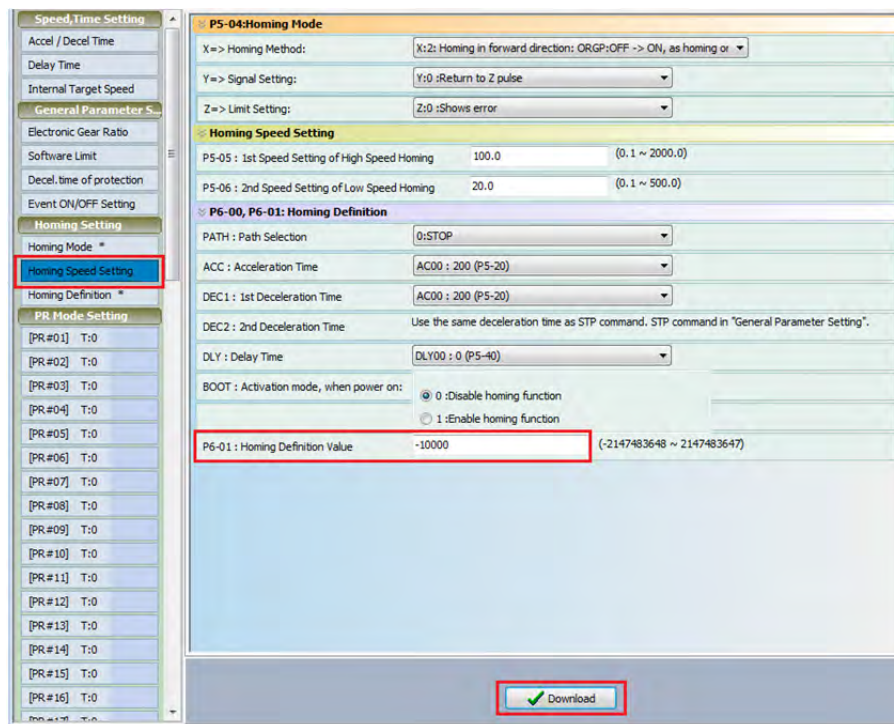 Speed,Time Setting
Accel / Decel Time
Delay Time
Internal Target Speed
General Parameter S...
Electronic Gear Ratio
Software Limit
Decel.time of protection
Event ON/OFF Setting
Homing Setting
Homing Mode *
Homing Speed Setting
Homing Definition *
PR Mode Setting
[PR#01] T:0
[PR#02] T:0
[PR#03] T:0
[PR#04] T:0
[PR#05] T:0
[PR#06] T:0
[PR#07] T:0
[PR#08] T:0
[PR#09] T:0
[PR#10] T:0
[PR#11] T:0
[PR#12] T:0
[PR#13] T:0
[PR#14] T:0
[PR#15] T:0
[PR#16] T:0
[PR#17] T:0
P5-04:Homing Mode
X=> Homing Method: X:2: Homing in forward direction: ORGP:OFF -> ON, as homing or
Y=> Signal Setting: Y:0 :Return to Z pulse
Z=> Limit Setting: Z:0 :Shows error
Homing Speed Setting
P5-05 : 1st Speed Setting of High Speed Homing 100.0 (0.1 ~ 2000.0)
P5-06 : 2nd Speed Setting of Low Speed Homing 20.0 (0.1 ~ 500.0)
P6-00, P6-01: Homing Definition
PATH : Path Selection 0:STOP
ACC : Acceleration Time AC00 : 200 (P5-20)
DEC1 : 1st Deceleration Time AC00 : 200 (P5-20)
DEC2 : 2nd Deceleration Time Use the same deceleration time as STP command. STP command in "General Parameter Setting".
DLY : Delay Time DLY00 : 0 (P5-40)
BOOT : Activation mode, when power on: 0 :Disable homing function
1 :Enable homing function
P6-01 : Homing Definition Value -10000 (-2147483648 ~ 2147483647)
Download